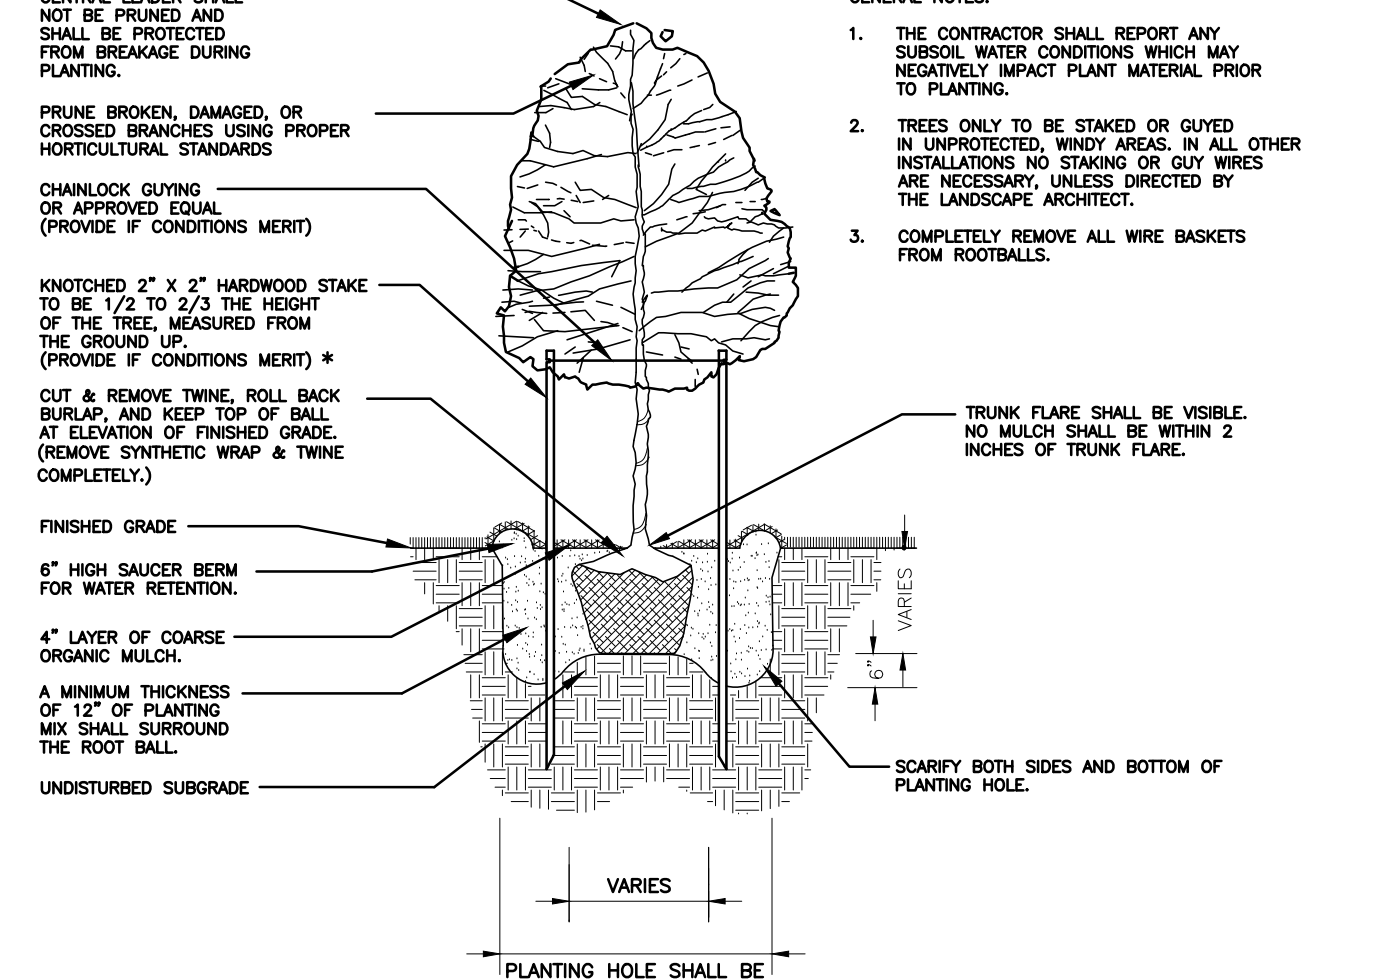 CENTRAL LEADER SHALL
NOT BE PRUNED AND
SHALL BE PROTECTED
FROM BREAKAGE DURING
PLANTING.
PRUNE BROKEN, DAMAGED, OR
CROSSED BRANCHES USING PROPER
HORTICULTURAL STANDARDS
CHAINLOCK GUYING
OR APPROVED EQUAL
(PROVIDE IF CONDITIONS MERIT)
KNOTCHED 2" X 2" HARDWOOD STAKE
TO BE 1/2 TO 2/3 THE HEIGHT
OF THE TREE, MEASURED FROM
THE GROUND UP.
(PROVIDE IF CONDITIONS MERIT) *
CUT & REMOVE TWINE, ROLL BACK
BURLAP, AND KEEP TOP OF BALL
AT ELEVATION OF FINISHED GRADE.
(REMOVE SYNTHETIC WRAP & TWINE
COMPLETELY.)
FINISHED GRADE
6" HIGH SAUCER BERM
FOR WATER RETENTION.
4" LAYER OF COARSE
ORGANIC MULCH.
A MINIMUM THICKNESS
OF 12" OF PLANTING
MIX SHALL SURROUND
THE ROOT BALL.
UNDISTURBED SUBGRADE
GENERAL NOTES:
1. THE CONTRACTOR SHALL REPORT ANY
SUBSOIL WATER CONDITIONS WHICH MAY
NEGATIVELY IMPACT PLANT MATERIAL PRIOR
TO PLANTING.
2. TREES ONLY TO BE STAKED OR GUYED
IN UNPROTECTED, WINDY AREAS. IN ALL OTHER
INSTALLATIONS NO STAKING OR GUY WIRES
ARE NECESSARY, UNLESS DIRECTED BY
THE LANDSCAPE ARCHITECT.
3. COMPLETELY REMOVE ALL WIRE BASKETS
FROM ROOTBALLS.
TRUNK FLARE SHALL BE VISIBLE.
NO MULCH SHALL BE WITHIN 2
INCHES OF TRUNK FLARE.
VARIES
6"
SCARIFY BOTH SIDES AND BOTTOM OF
PLANTING HOLE.
VARIES
PLANTING HOLE SHALL BE